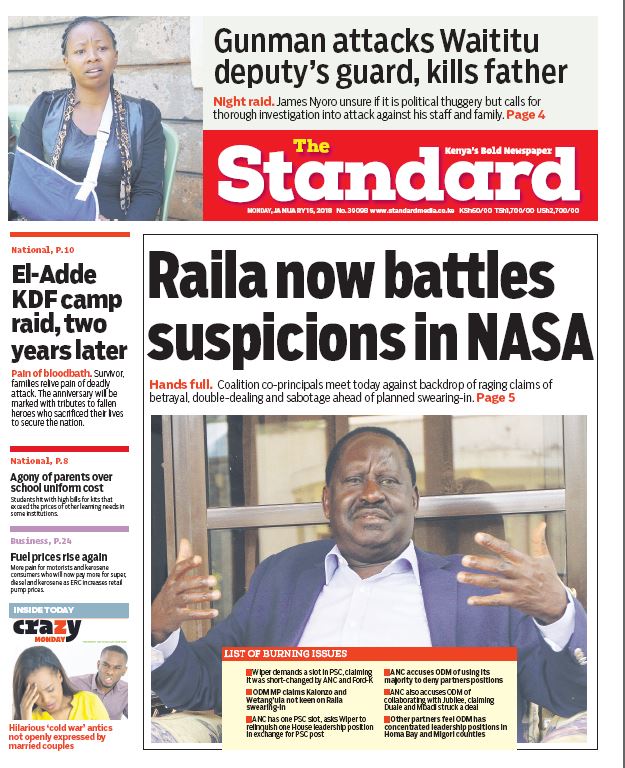 Gunman attacks Waititu
deputy's guard, kills father
Night raid. James Nyoro unsure if it is political thuggery but calls for
thorough investigation into attack against his staff and family. Page 4
The
Standard
Kenya's Bold Newspaper
MONDAY, JANUARY 15, 2018 No. 30098 www.standardmedia.co.ke KSh60/00 TSh1,700/00 USh2,700/00
National, P.10
El-Adde
KDF camp
raid, two
years later
Pain of bloodbath. Survivor,
families relive pain of deadly
attack. The anniversary will be
marked with tributes to fallen
heroes who sacrificed their lives
to secure the nation.
National, P.8
Agony of parents over
school uniform cost
Students hit with high bills for kits that
exceed the prices of other learning needs in
some institutions.
Business, P.24
Fuel prices rise again
More pain for motorists and kerosene
consumers who will now pay more for super,
diesel and kerosene as ERC increases retail
pump prices.
INSIDE TODAY
crazy
MONDAY
Hilarious 'cold war' antics
not openly expressed by
married couples
Raila now battles
suspicions in NASA
Hands full. Coalition co-principals meet today against backdrop of raging claims of
betrayal, double-dealing and sabotage ahead of planned swearing-in. Page 5
LIST OF BURNING ISSUES
Wiper demands a slot in PSC, claiming
it was short-changed by ANC and Ford-K
ODM MP claims Kalonzo and
Wetang'ula not keen on Raila
swearing-in
ANC has one PSC slot, asks Wiper to
relinquish one House leadership position
in exchange for PSC post
ANC accuses ODM of using its
majority to deny partners positions
ANC also accuses ODM of
collaborating with Jubilee, claiming
Duale and Mbadi struck a deal
Other partners feel ODM has
concentrated leadership positions in
Homa Bay and Migori counties